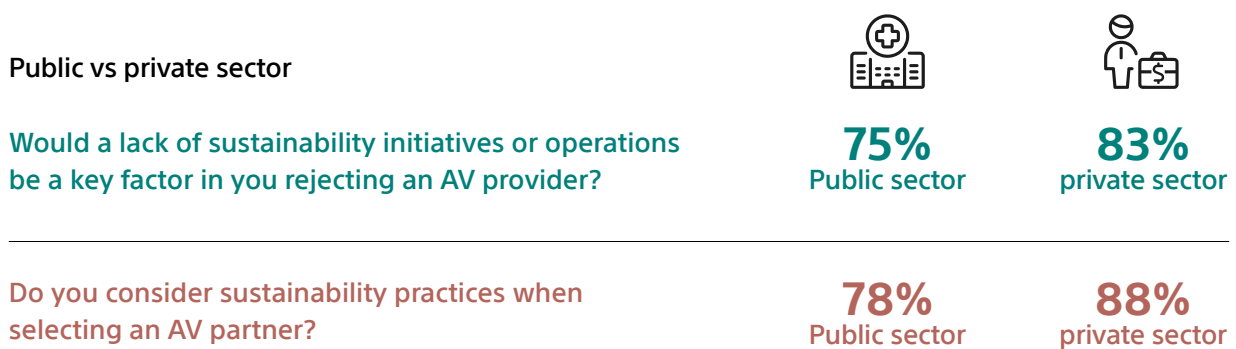 Public vs private sector
$
Would a lack of sustainability initiatives or operations
be a key factor in you rejecting an AV provider?
75%
Public sector
83%
private sector
Do you consider sustainability practices when
selecting an AV partner?
78%
Public sector
88%
private sector